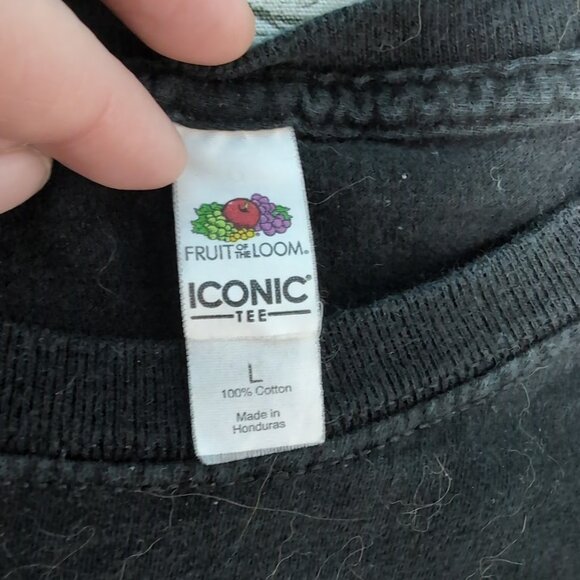 FRUIT OF THE LOOM®
ICONIC®
TEE
L
100% Cotton
Made in
Honduras